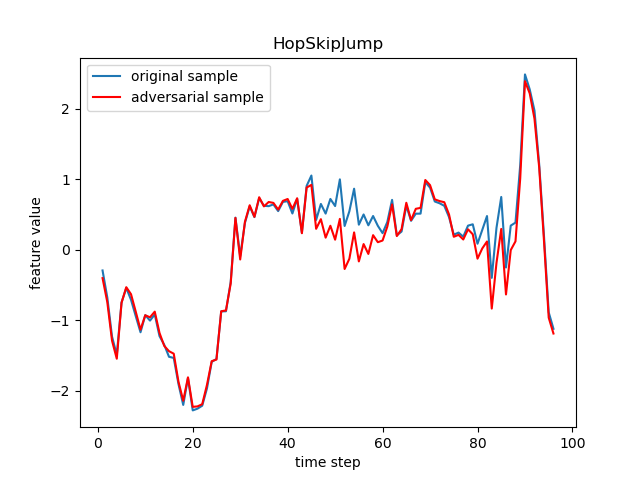 HopSkipJump
original sample
adversarial sample
feature value
2
1
0
−1
−2
0 20 40 60 80 100
time step